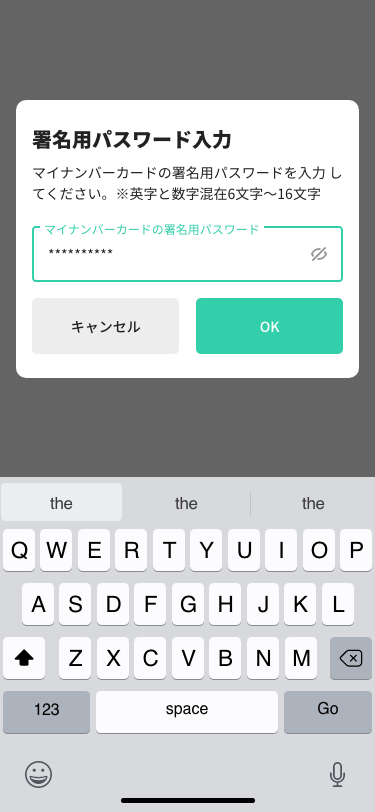 署名用パスワード入力
マイナンバーカードの署名用パスワードを入力 し
てください。※英字と数字混在6文字〜16文字
マイナンバーカードの署名用パスワード
**********
キャンセル
OK
the
the
the
Q W E R T Y U I O P
A S D F G H J K L
Z X C V B N M
123
space
Go